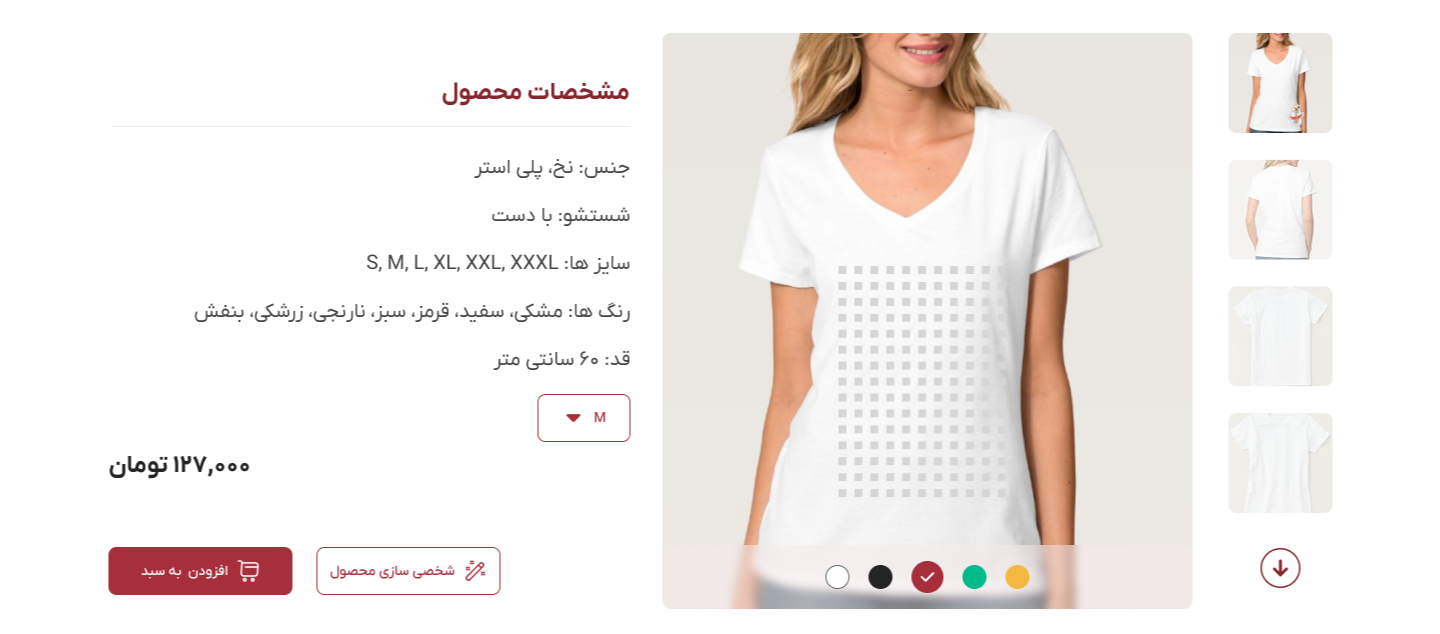 مشخصات محصول
جنس: نخ، پلی استر
شستشو: با دست
سایز ها: S, M, L, XL, XXL, XXXL
رنگ ها: مشکی، سفید، قرمز، سبز، نارنجی، زرشکی، بنفش
قد: ۶۰ سانتی متر
M
۱۲۷,۰۰۰ تومان
شخصی سازی محصول
افزودن به سبد